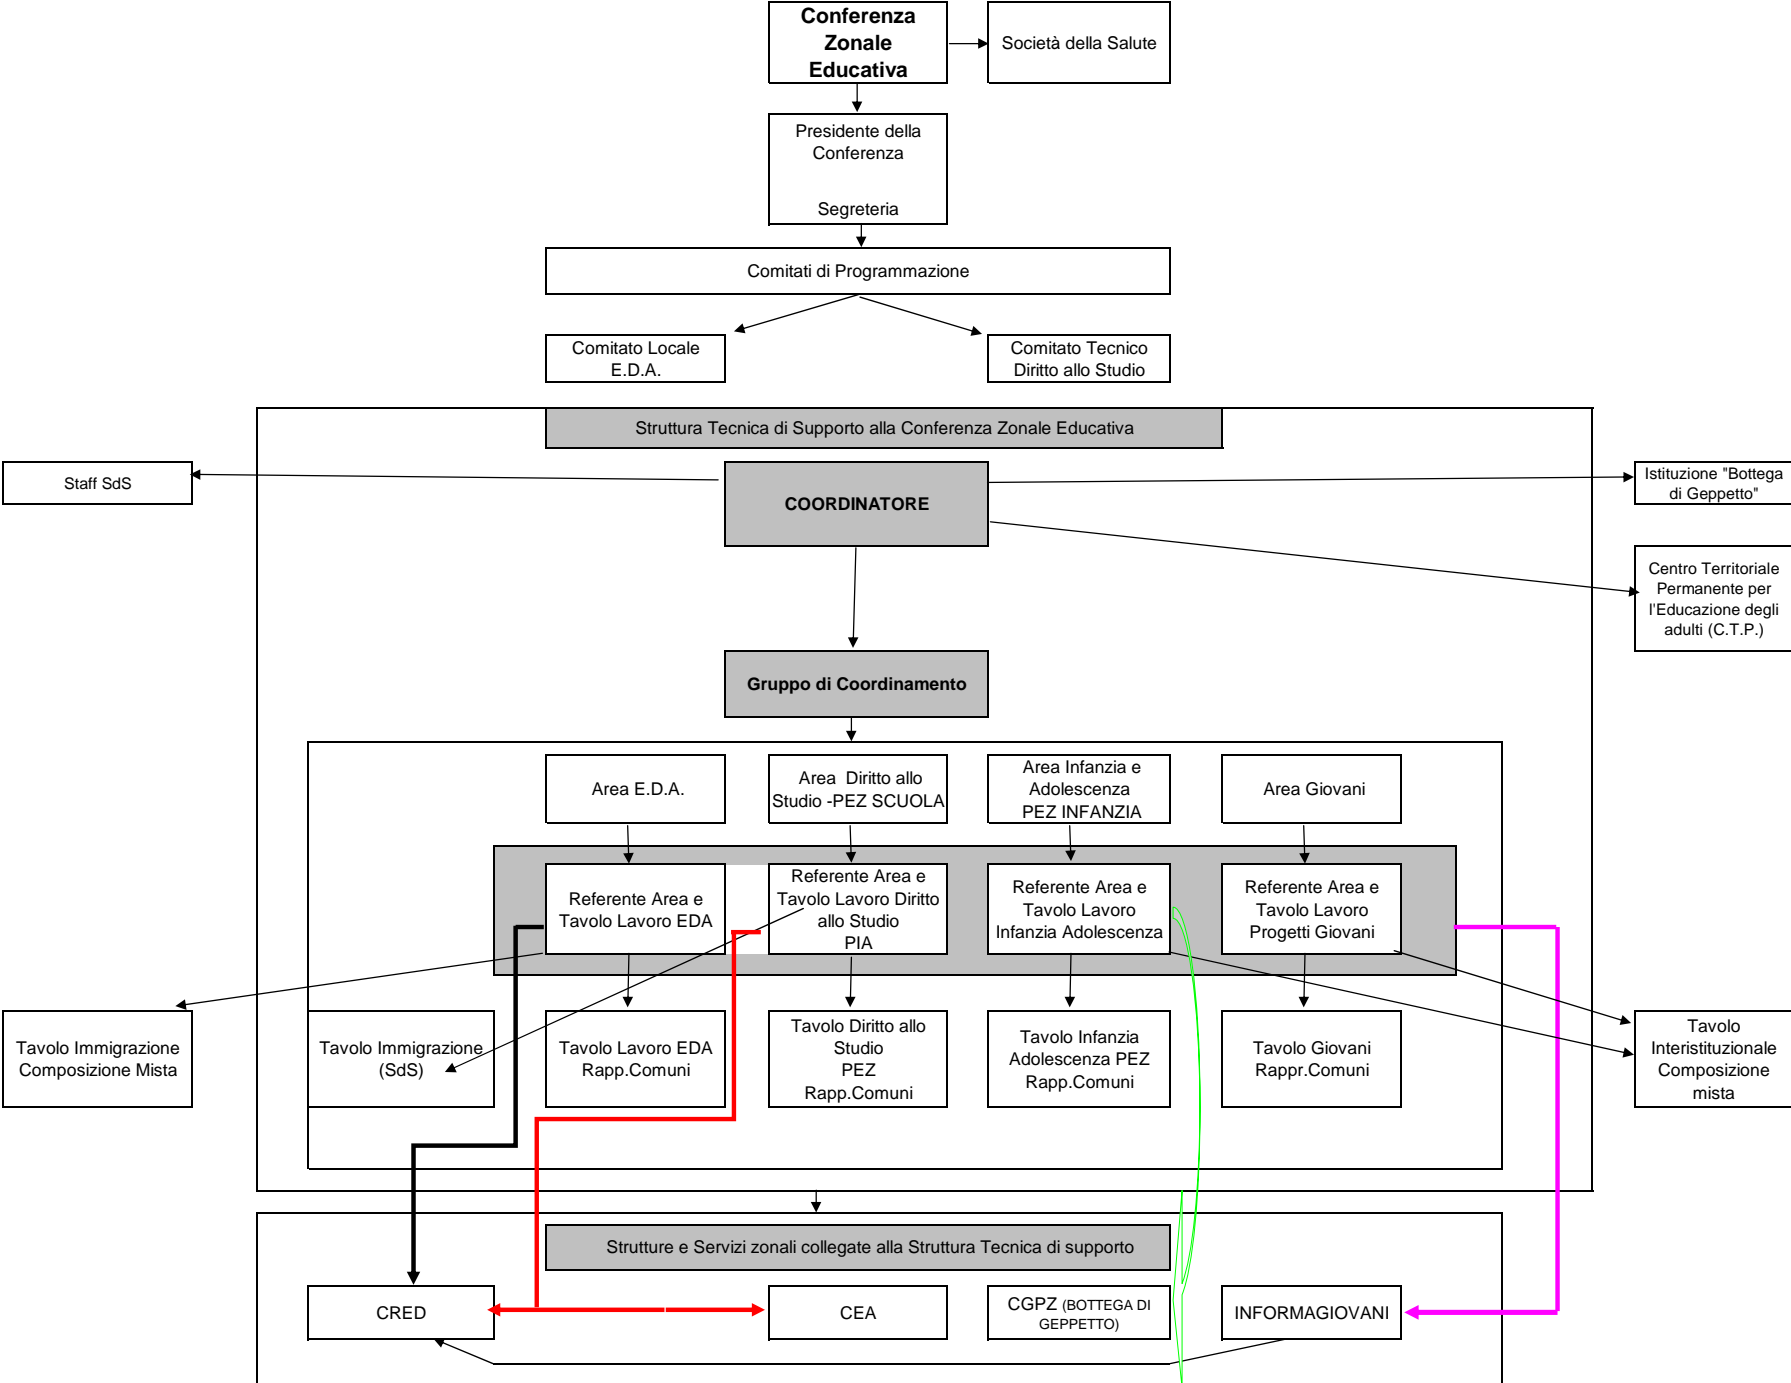 Conferenza
Zonale
Educativa
Società della Salute
Presidente della
Conferenza
Segreteria
Comitati di Programmazione
Comitato Locale
E.D.A.
Comitato Tecnico
Diritto allo Studio
Struttura Tecnica di Supporto alla Conferenza Zonale Educativa
Staff SdS
COORDINATORE
Istituzione "Bottega
di Geppetto"
Centro Territoriale
Permanente per
l'Educazione degli
adulti (C.T.P.)
Gruppo di Coordinamento
Area E.D.A.
Area Diritto allo
Studio -PEZ SCUOLA
Area Infanzia e
Adolescenza
PEZ INFANZIA
Area Giovani
Referente Area e
Tavolo Lavoro EDA
Referente Area e
Tavolo Lavoro Diritto
allo Studio
PIA
Referente Area e
Tavolo Lavoro
Infanzia Adolescenza
Referente Area e
Tavolo Lavoro
Progetti Giovani
Tavolo Immigrazione
Composizione Mista
Tavolo Immigrazione
(SdS)
Tavolo Lavoro EDA
Rapp.Comuni
Tavolo Diritto allo
Studio
PEZ
Rapp.Comuni
Tavolo Infanzia
Adolescenza PEZ
Rapp.Comuni
Tavolo Giovani
Rappr.Comuni
Tavolo
Interistituzionale
Composizione
mista
Strutture e Servizi zonali collegate alla Struttura Tecnica di supporto
CRED
CEA
CGPZ (BOTTEGA DI
GEPPETTO)
INFORMAGIOVANI